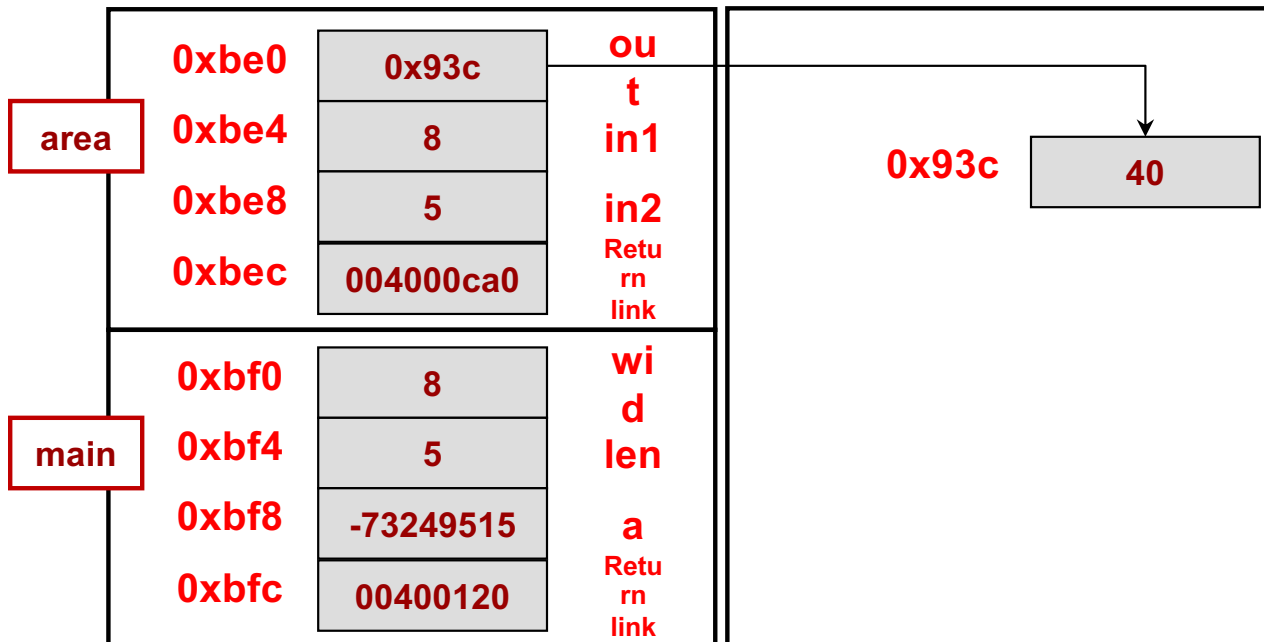 area
0xbe0 0x93c ou
t
0xbe4 8 in1
0xbe8 5 in2
0xbec 004000ca0 Retu
rn
link
main
0xbf0 8 wi
d
0xbf4 5 len
0xbf8 -73249515 a
0xbfc 00400120 Retu
rn
link
0x93c 40